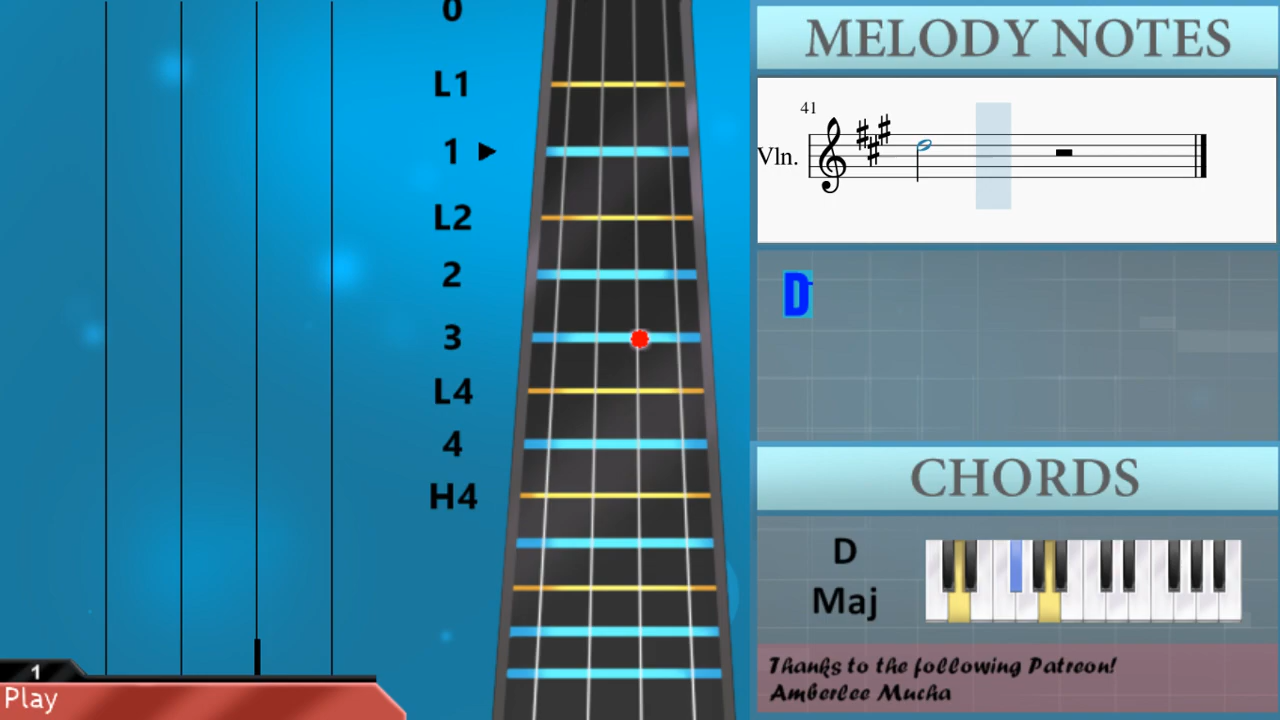 0
L1
1
L2
2
3
L4
4
H4
1
Play
MELODY NOTES
41
Vln.
D
CHORDS
D
Maj
Thanks to the following Patreon!
Amberlee Mucha